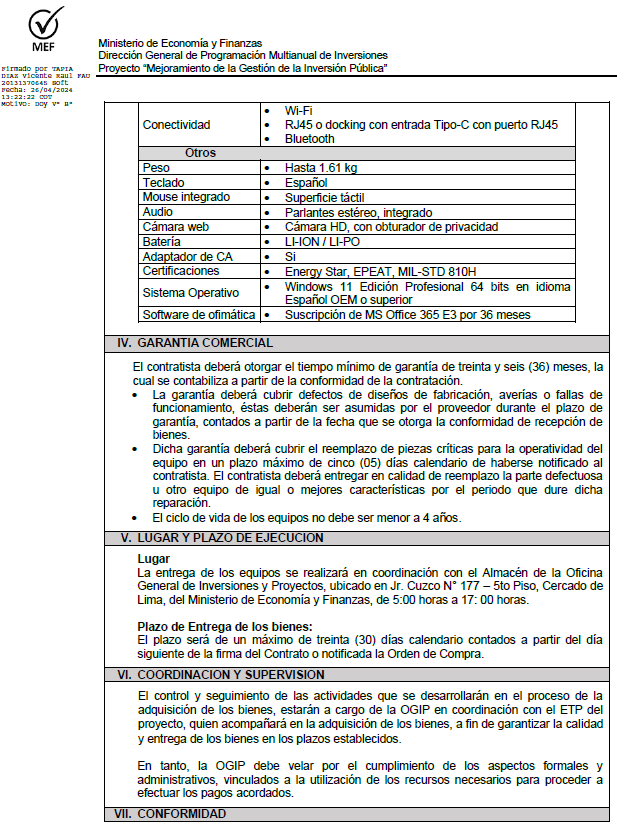 MEF
Firmado por TAPIA
DIAZ Vicente Raul FAU
20131370645 soft
Fecha: 26/04/2024
13:22:22 COT
Motivo: Doy V° B°
Ministerio de Economía y Finanzas
Dirección General de Programación Multianual de Inversiones
Proyecto “Mejoramiento de la Gestión de la Inversión Pública”
Conectividad
• Wi-Fi
• RJ45 o docking con entrada Tipo-C con puerto RJ45
• Bluetooth
Otros
Peso • Hasta 1.61 kg
Teclado • Español
Mouse integrado • Superficie táctil
Audio • Parlantes estéreo, integrado
Cámara web • Cámara HD, con obturador de privacidad
Batería • LI-ION / LI-PO
Adaptador de CA • Si
Certificaciones • Energy Star, EPEAT, MIL-STD 810H
Sistema Operativo • Windows 11 Edición Profesional 64 bits en idioma
Español OEM o superior
Software de ofimática • Suscripción de MS Office 365 E3 por 36 meses
IV. GARANTIA COMERCIAL
El contratista deberá otorgar el tiempo mínimo de garantía de treinta y seis (36) meses, la
cual se contabiliza a partir de la conformidad de la contratación.
• La garantía deberá cubrir defectos de diseños de fabricación, averías o fallas de
funcionamiento, éstas deberán ser asumidas por el proveedor durante el plazo de
garantía, contados a partir de la fecha que se otorga la conformidad de recepción de
bienes.
• Dicha garantía deberá cubrir el reemplazo de piezas críticas para la operatividad del
equipo en un plazo máximo de cinco (05) días calendario de haberse notificado al
contratista. El contratista deberá entregar en calidad de reemplazo la parte defectuosa
u otro equipo de igual o mejores características por el periodo que dure dicha
reparación.
• El ciclo de vida de los equipos no debe ser menor a 4 años.
V. LUGAR Y PLAZO DE EJECUCION
Lugar
La entrega de los equipos se realizará en coordinación con el Almacén de la Oficina
General de Inversiones y Proyectos, ubicado en Jr. Cuzco N° 177 – 5to Piso, Cercado de
Lima, del Ministerio de Economía y Finanzas, de 5:00 horas a 17: 00 horas.
Plazo de Entrega de los bienes:
El plazo será de un máximo de treinta (30) días calendario contados a partir del día
siguiente de la firma del Contrato o notificada la Orden de Compra.
VI. COORDINACION Y SUPERVISION
El control y seguimiento de las actividades que se desarrollarán en el proceso de la
adquisición de los bienes, estarán a cargo de la OGIP en coordinación con el ETP del
proyecto, quien acompañará en la adquisición de los bienes, a fin de garantizar la calidad
y entrega de los bienes en los plazos establecidos.
En tanto, la OGIP debe velar por el cumplimiento de los aspectos formales y
administrativos, vinculados a la utilización de los recursos necesarios para proceder a
efectuar los pagos acordados.
VII. CONFORMIDAD